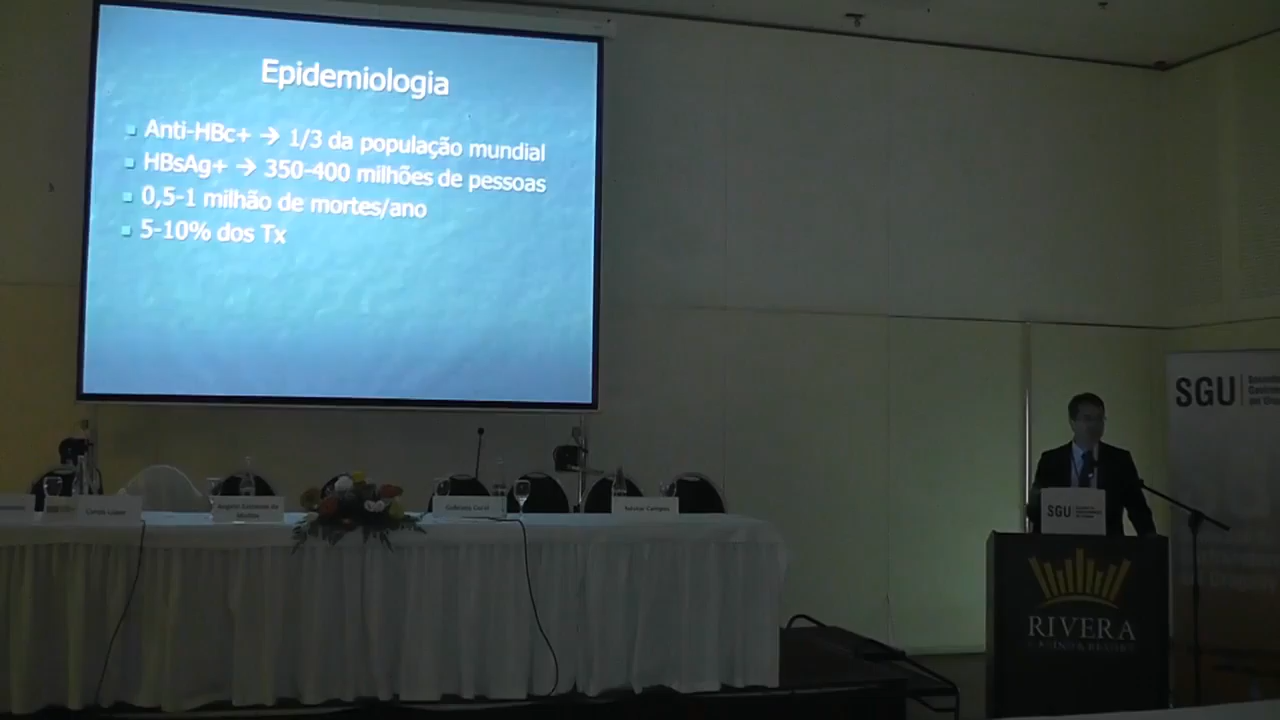 Epidemiologia
Anti-HBc+ → 1/3 da população mundial
HBsAg+ → 350-400 milhões de pessoas
0,5-1 milhão de mortes/ano
5-10% dos Tx
SGU
SGU
RIVERA